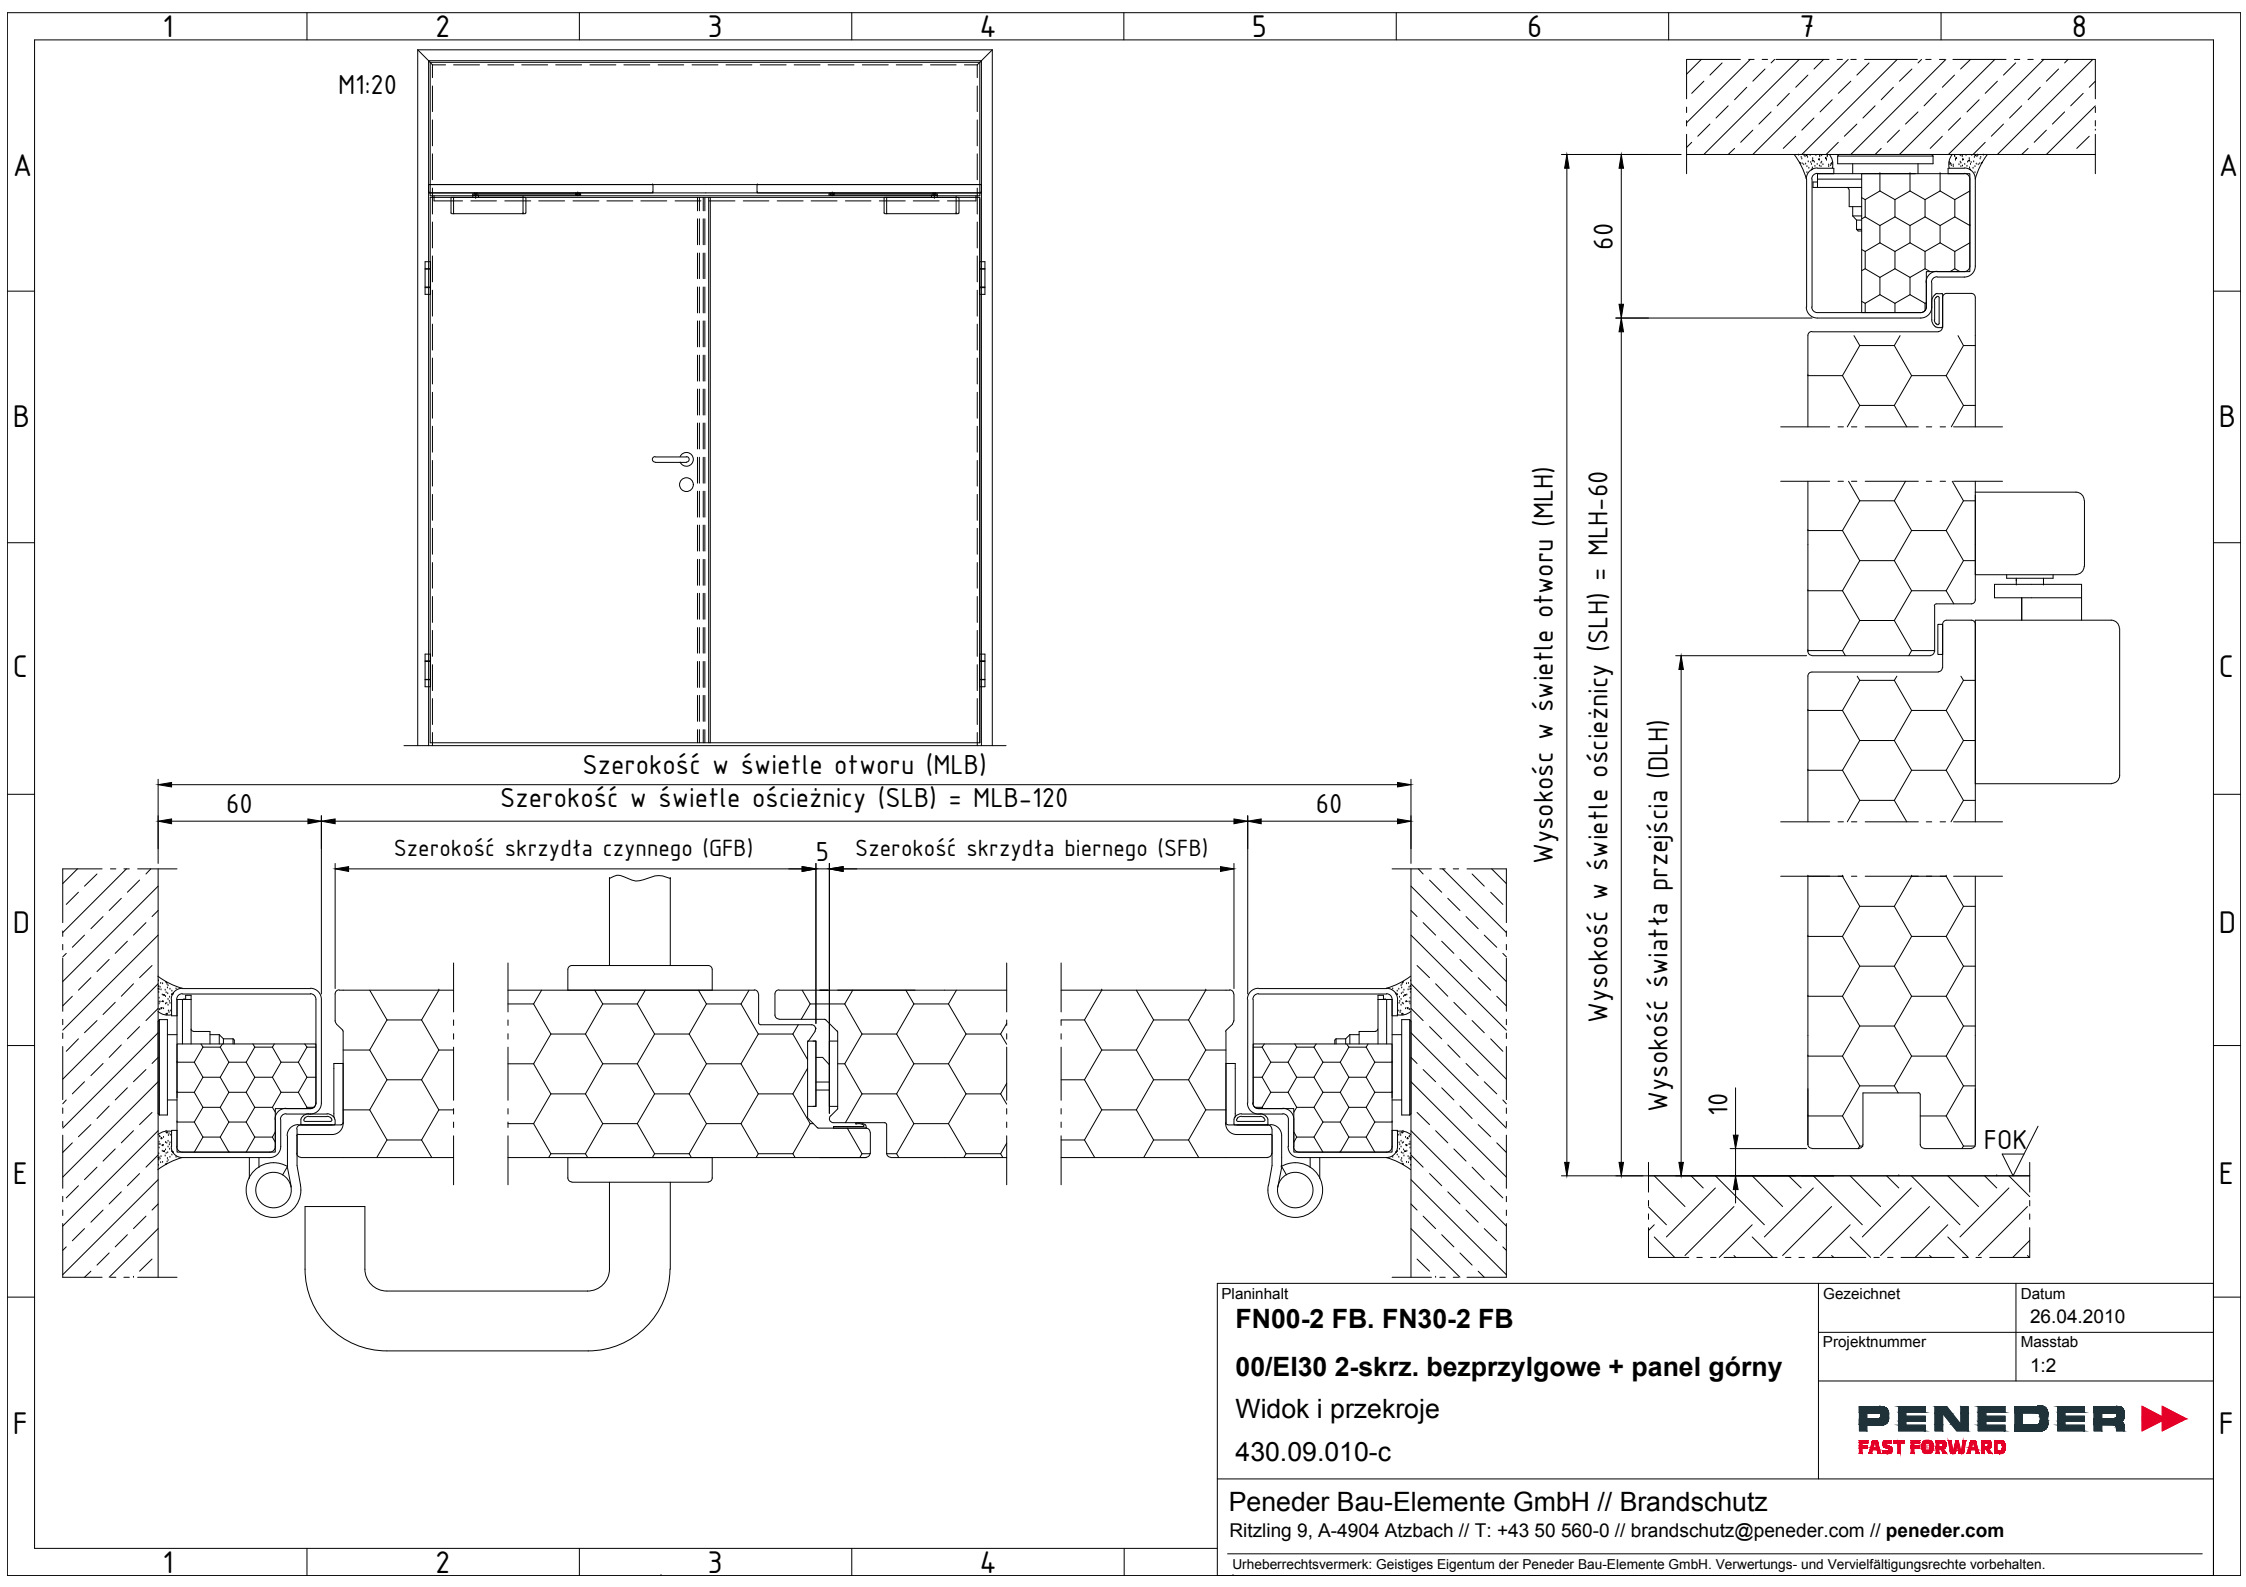 1 2 3 4 5 6 7 8
M1:20
A A
B B
C C
D D
E E
F F
Szerokość w świetle otworu (MLB)
60
Szerokość w świetle ościeżnicy (SLB) = MLB-120
60
Szerokość skrzydła czynnego (GFB)
5
Szerokość skrzydła biernego (SFB)
60
Wysokość w świetle otworu (MLH)
Wysokość w świetle ościeżnicy (SLH) = MLH-60
Wysokość światła przejścia (DLH)
10
FOK
Planinhalt
FN00-2 FB. FN30-2 FB
00/EI30 2-skrz. bezprzylgowe + panel górny
Widok i przekroje
430.09.010-c
Gezeichnet
Datum
26.04.2010
Projektnummer
Masstab
1:2
PENEDER
FAST FORWARD
Peneder Bau-Elemente GmbH // Brandschutz
Ritzling 9, A-4904 Atzbach // T: +43 50 560-0 // brandschutz@peneder.com // peneder.com
Urheberrechtsvermerk: Geistiges Eigentum der Peneder Bau-Elemente GmbH. Verwertungs- und Vervielfältigungsrechte vorbehalten.
1 2 3 4